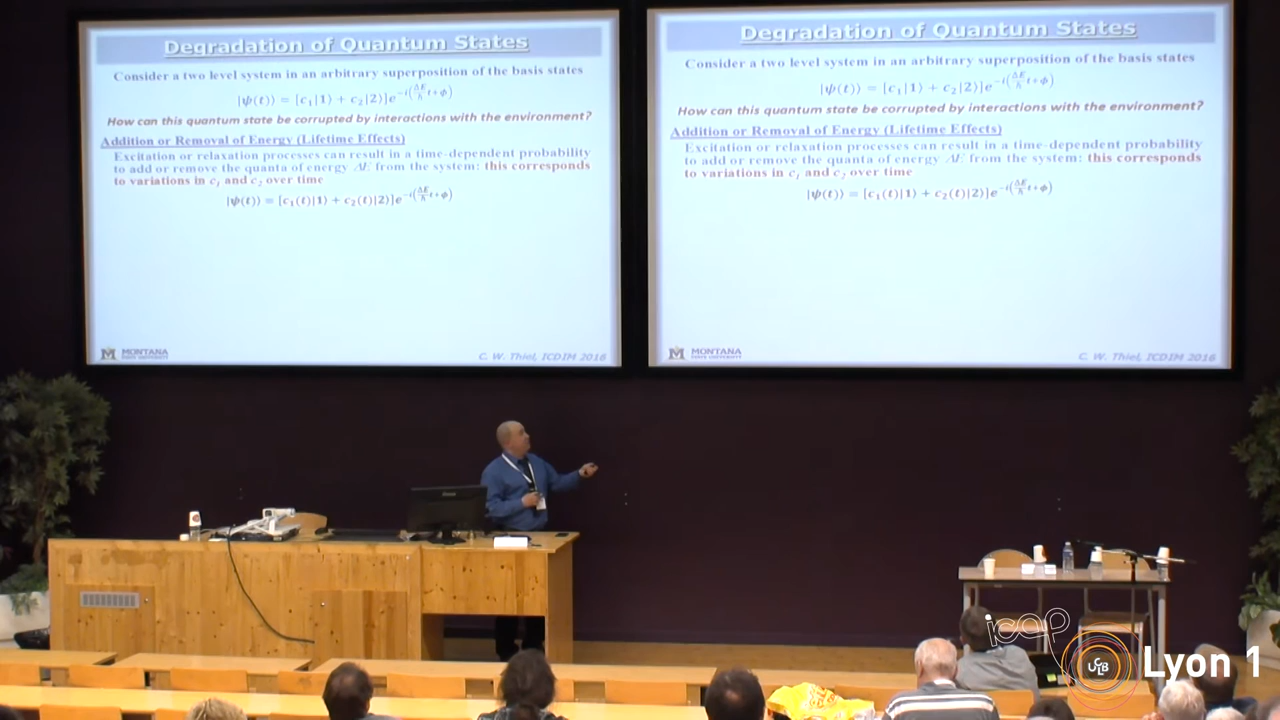 Degradation of Quantum States
Consider a two level system in an arbitrary superposition of the basis states
|ψ(t)⟩ = [c₁|1⟩ + c₂|2⟩]e^{−i(ΔE/ħ t+ϕ)}
How can this quantum state be corrupted by interactions with the environment?
Addition or Removal of Energy (Lifetime Effects)
Excitation or relaxation processes can result in a time-dependent probability
to add or remove the quanta of energy ΔE from the system: this corresponds
to variations in c₁ and c₂ over time
|ψ(t)⟩ = [c₁(t)|1⟩ + c₂(t)|2⟩]e^{−i(ΔE/ħ t+ϕ)}
M MONTANA
STATE UNIVERSITY
C. W. Thiel, ICDIM 2016
Degradation of Quantum States
Consider a two level system in an arbitrary superposition of the basis states
|ψ(t)⟩ = [c₁|1⟩ + c₂|2⟩]e^{−i(ΔE/ħ t+ϕ)}
How can this quantum state be corrupted by interactions with the environment?
Addition or Removal of Energy (Lifetime Effects)
Excitation or relaxation processes can result in a time-dependent probability
to add or remove the quanta of energy ΔE from the system: this corresponds
to variations in c₁ and c₂ over time
|ψ(t)⟩ = [c₁(t)|1⟩ + c₂(t)|2⟩]e^{−i(ΔE/ħ t+ϕ)}
M MONTANA
STATE UNIVERSITY
C. W. Thiel, ICDIM 2016
icap
UCBL
Lyon 1